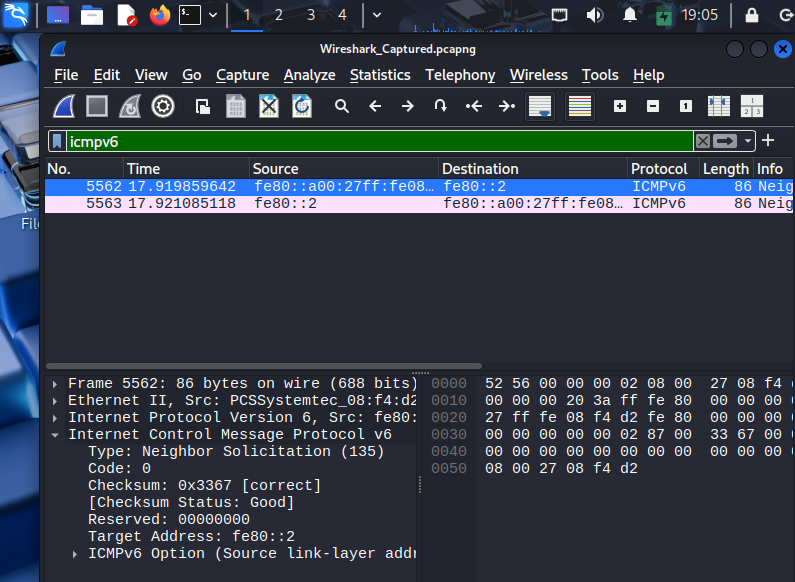 1 2 3 4 19:05
Wireshark_Captured.pcapng
File Edit View Go Capture Analyze Statistics Telephony Wireless Tools Help
icmpv6
No. Time Source Destination Protocol Length Info
5562 17.919859642 fe80::a00:27ff:fe08… fe80::2 ICMPv6 86 Neig
5563 17.921085118 fe80::2 fe80::a00:27ff:fe08… ICMPv6 86 Neig
File
Frame 5562: 86 bytes on wire (688 bits)
Ethernet II, Src: PCSSystemtec_08:f4:d2
Internet Protocol Version 6, Src: fe80:
Internet Control Message Protocol v6
Type: Neighbor Solicitation (135)
Code: 0
Checksum: 0x3367 [correct]
[Checksum Status: Good]
Reserved: 00000000
Target Address: fe80::2
ICMPv6 Option (Source link-layer addr
0000 52 56 00 00 00 02 08 00 27 08 f4
0010 00 00 00 20 3a ff fe 80 00 00 00
0020 27 ff fe 08 f4 d2 fe 80 00 00 00
0030 00 00 00 00 00 02 87 00 33 67 00
0040 00 00 00 00 00 00 00 00 00 00 00
0050 08 00 27 08 f4 d2